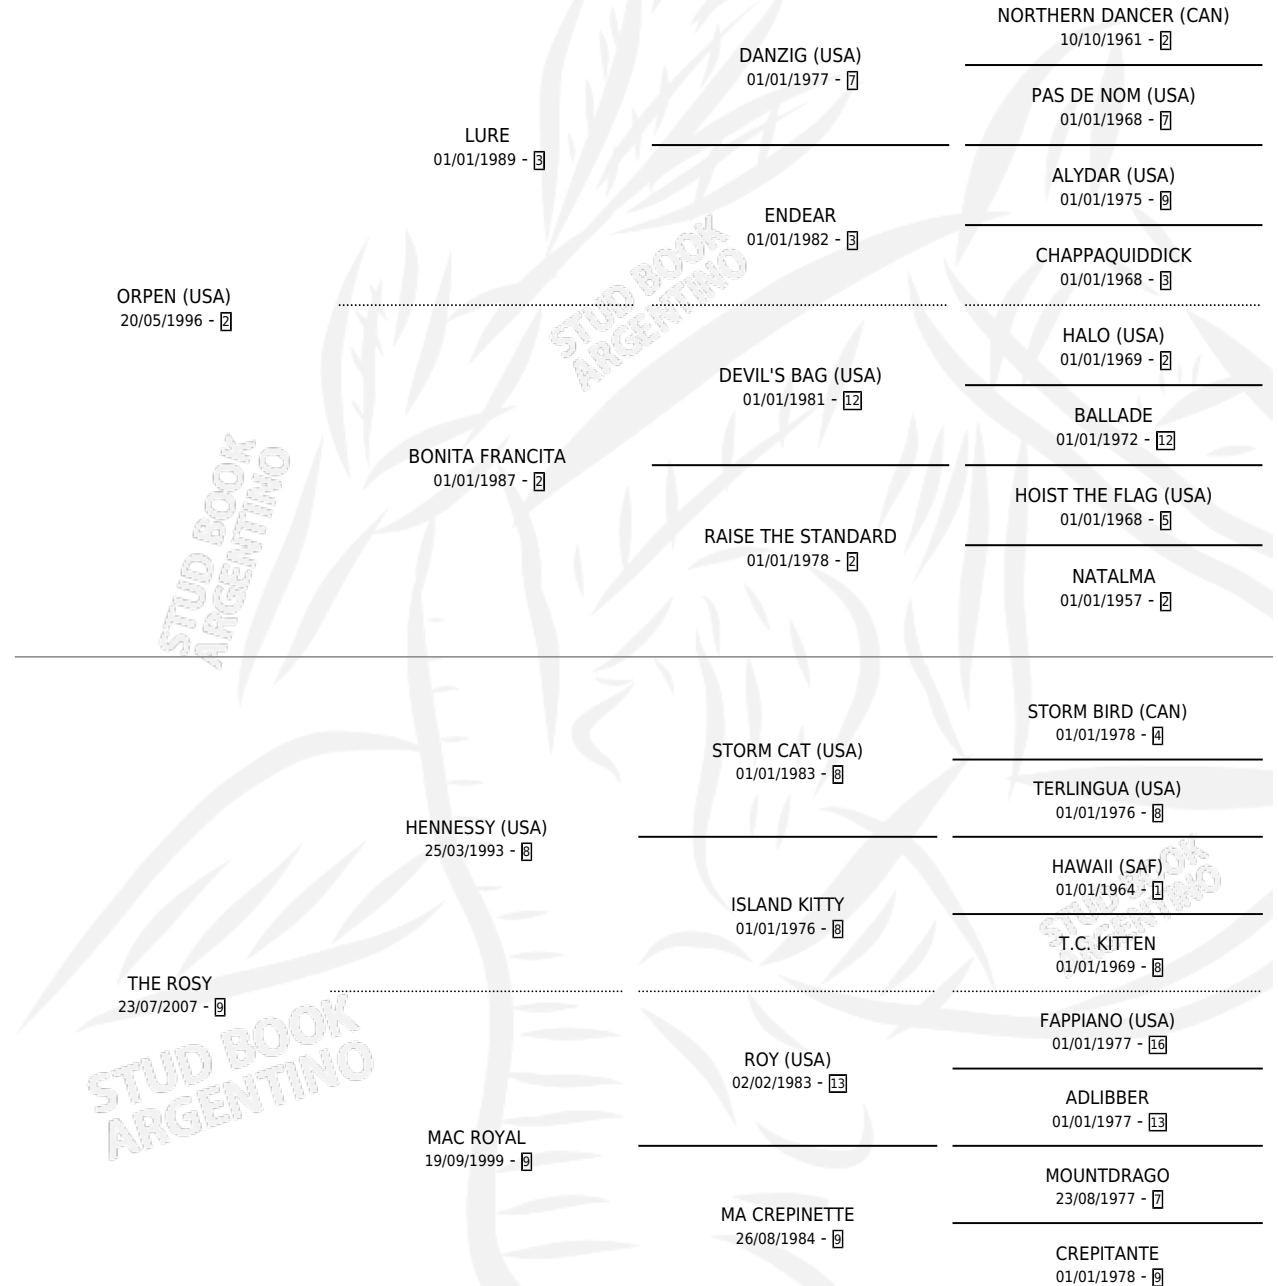 NORTHERN DANCER (CAN)
10/10/1961 - 2
DANZIG (USA)
01/01/1977 - 7
PAS DE NOM (USA)
01/01/1968 - 7
LURE
01/01/1989 - 3
ALYDAR (USA)
01/01/1975 - 9
ENDEAR
01/01/1982 - 3
CHAPPAQUIDDICK
01/01/1968 - 3
ORPEN (USA)
20/05/1996 - 2
STUD BOOK
ARGENTINO
HALO (USA)
01/01/1969 - 2
DEVIL'S BAG (USA)
01/01/1981 - 12
BALLADE
01/01/1972 - 12
BONITA FRANCITA
01/01/1987 - 2
HOIST THE FLAG (USA)
01/01/1968 - 5
RAISE THE STANDARD
01/01/1978 - 2
NATALMA
01/01/1957 - 2
STUD BOOK
ARGENTINO
STORM BIRD (CAN)
01/01/1978 - 4
STORM CAT (USA)
01/01/1983 - 8
TERLINGUA (USA)
01/01/1976 - 8
HENNESSY (USA)
25/03/1993 - 8
HAWAII (SAF)
01/01/1964 - 1
ISLAND KITTY
01/01/1976 - 8
STUD BOOK
ARGENTINO
T.C. KITTEN
01/01/1969 - 8
THE ROSY
23/07/2007 - 9
FAPPIANO (USA)
01/01/1977 - 16
ROY (USA)
02/02/1983 - 13
ADLIBBER
01/01/1977 - 13
STUD BOOK
ARGENTINO
MAC ROYAL
19/09/1999 - 9
MOUNTDRAGO
23/08/1977 - 7
MA CREPINETTE
26/08/1984 - 9
CREPITANTE
01/01/1978 - 9